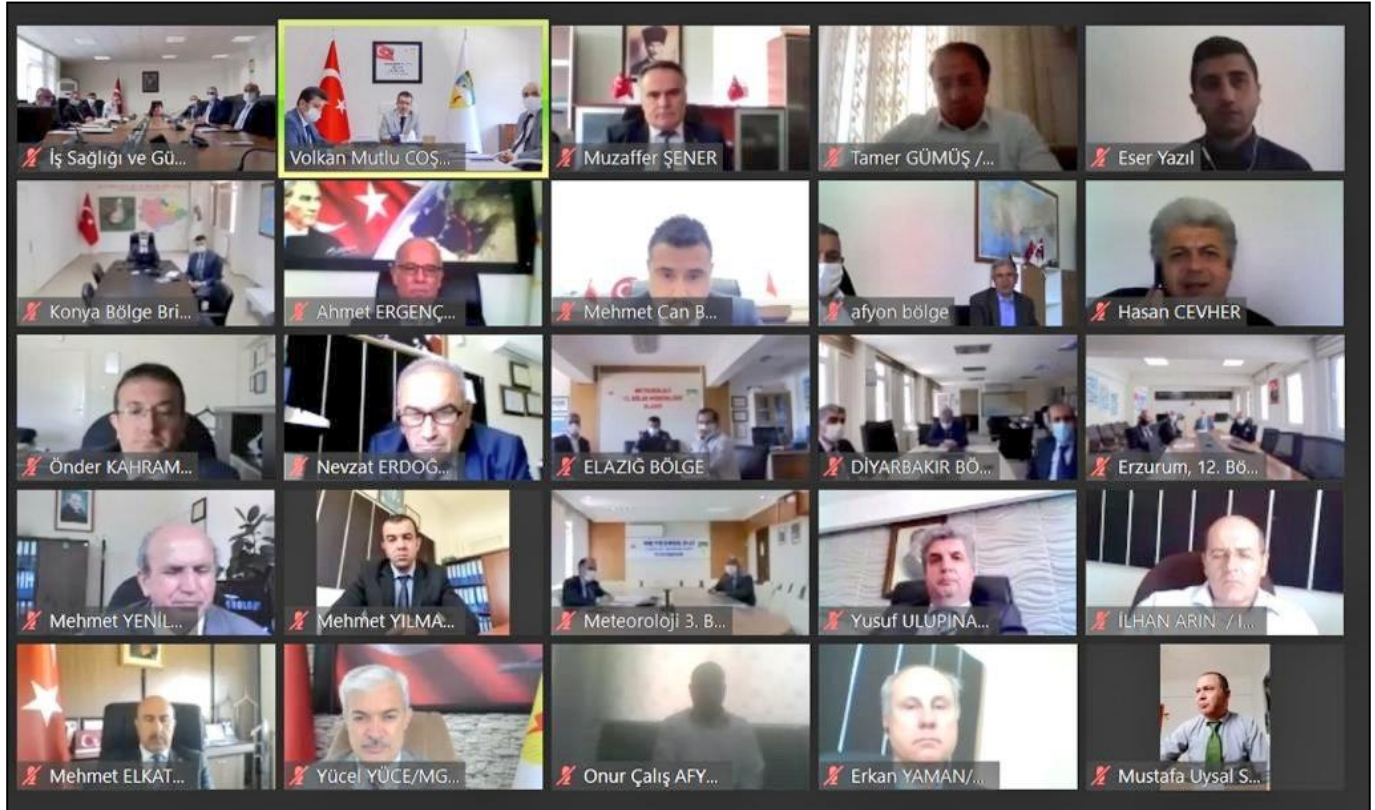 İş Sağlığı ve Gü...
Volkan Mutlu COŞ...
Muzaffer ŞENER
Tamer GÜMÜŞ /...
Eser Yazıl
Konya Bölge Bri...
Ahmet ERGENÇ...
Mehmet Can B...
afyon bölge
Hasan CEVHER
Önder KAHRAM...
Nevzat ERDOĞ...
METEOROLOJİ
ELAZIĞ BÖLGE
DİYARBAKIR BÖ...
Erzurum, 12. Bö...
Mehmet YENİL...
Mehmet YILMA...
METEOROLOJİ
Meteoroloji 3. B...
Yusuf ULUPINA...
İLHAN ARIN / İ...
Mehmet ELKAT...
Yücel YÜCE/MG...
Onur Çalış AFY...
Erkan YAMAN/...
Mustafa Uysal S...